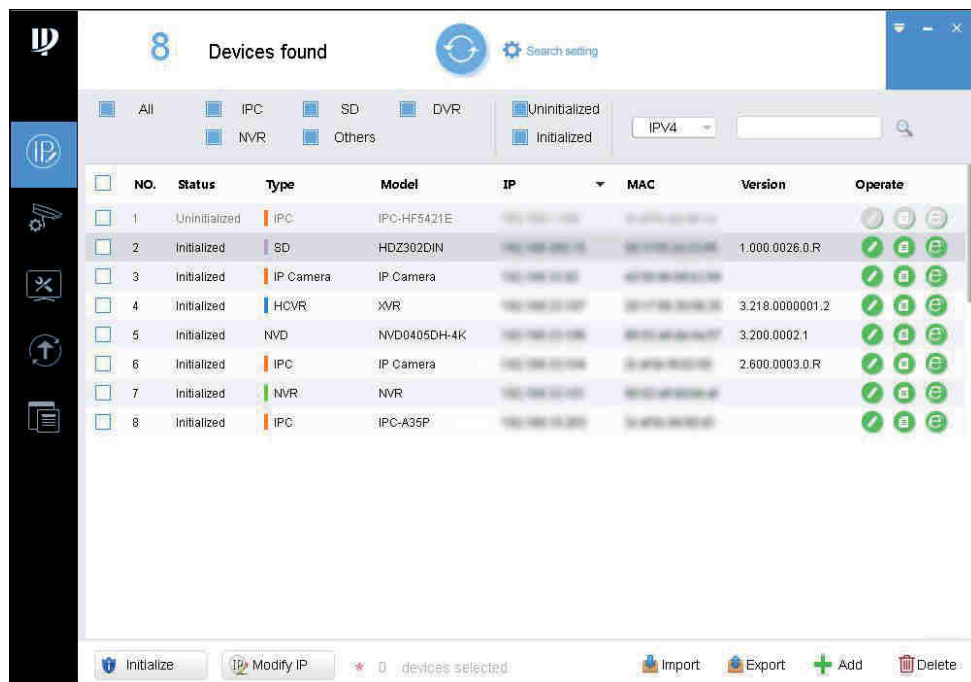 8 Devices found Search setting
All IPC SD DVR Uninitialized
NVR Others Initialized IPV4
NO. Status Type Model IP MAC Version Operate
1 Uninitialized IPC IPC-HF5421E
2 Initialized SD HDZ302DIN 1.000.0026.0.R
3 Initialized IP Camera IP Camera
4 Initialized HCVR XVR 3.218.0000001.2
5 Initialized NVD NVD0405DH-4K 3.200.0002.1
6 Initialized IPC IP Camera 2.600.0003.0.R
7 Initialized NVR NVR
8 Initialized IPC IPC-A35P
Initialize Modify IP * 0 devices selected Import Export Add Delete